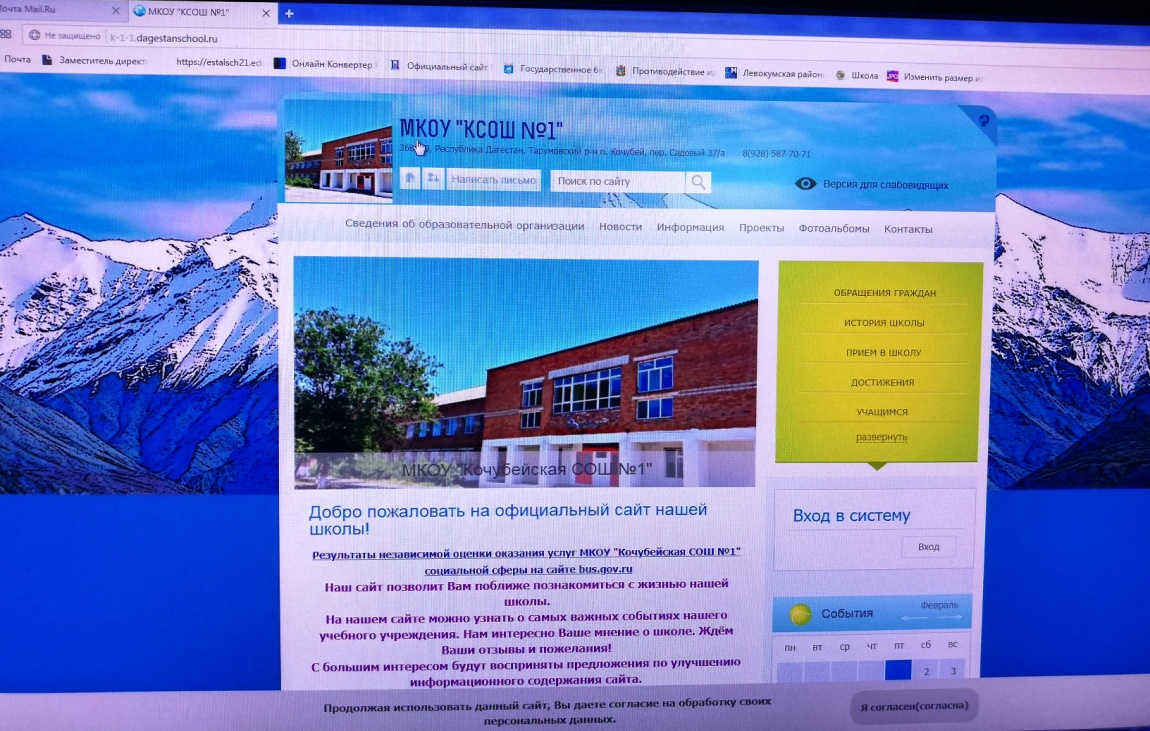 Почта Mail.Ru
МКОУ "КСОШ №1"
Не защищено k-1-1.dagestanschool.ru
Почта Заместитель дирек https://estalsch21.ed Онлайн Конвертер Официальный сайт Государственное Противодействие Левокумская район Школа Изменить размер
МКОУ "КСОШ №1"
Республика Дагестан, Тарумовский р-н п. Кочубей, пер. Садовый 37/а 8(928) 587-70-71
Написать письмо Поиск по сайту
Версия для слабовидящих
Сведения об образовательной организации Новости Информация Проекты Фотоальбомы Контакты
МКОУ "Кочубейская СОШ №1"
Добро пожаловать на официальный сайт нашей
школы!
Результаты независимой оценки оказания услуг МКОУ "Кочубейская СОШ №1"
социальной сферы на сайте bus.gov.ru
Наш сайт позволит Вам поближе познакомиться с жизнью нашей
школы.
На нашем сайте можно узнать о самых важных событиях нашего
учебного учреждения. Нам интересно Ваше мнение о школе. Ждём
Ваши отзывы и пожелания!
С большим интересом будут восприняты предложения по улучшению
информационного содержания сайта.
ОБРАЩЕНИЯ ГРАЖДАН
ИСТОРИЯ ШКОЛЫ
ПРИЕМ В ШКОЛУ
ДОСТИЖЕНИЯ
УЧАЩИМСЯ
развернуть
Вход в систему
Вход
События Февраль
пн вт ср чт пт сб вс
2 3
Продолжая использовать данный сайт, Вы даете согласие на обработку своих
персональных данных.
Я согласен(согласна)